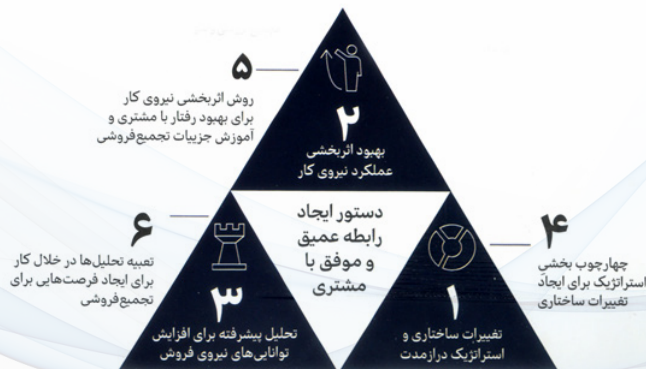 ۵
روش اثربخشی نیروی کار
برای بهبود رفتار با مشتری و
آموزش جزییات تجمیع‌فروشی
۲
بهبود اثربخشی
عملکرد نیروی کار
دستور ایجاد
رابطه عمیق
و موفق با
مشتری
۴
چهارچوب بخشی
استراتژیک برای ایجاد
تغییرات ساختاری
۱
تغییرات ساختاری و
استراتژیک درازمدت
۶
تعبیه تحلیل‌ها در خلال کار
برای ایجاد فرصت‌هایی برای
تجمیع‌فروشی
۳
تحلیل پیشرفته برای افزایش
توانایی‌های نیروی فروش